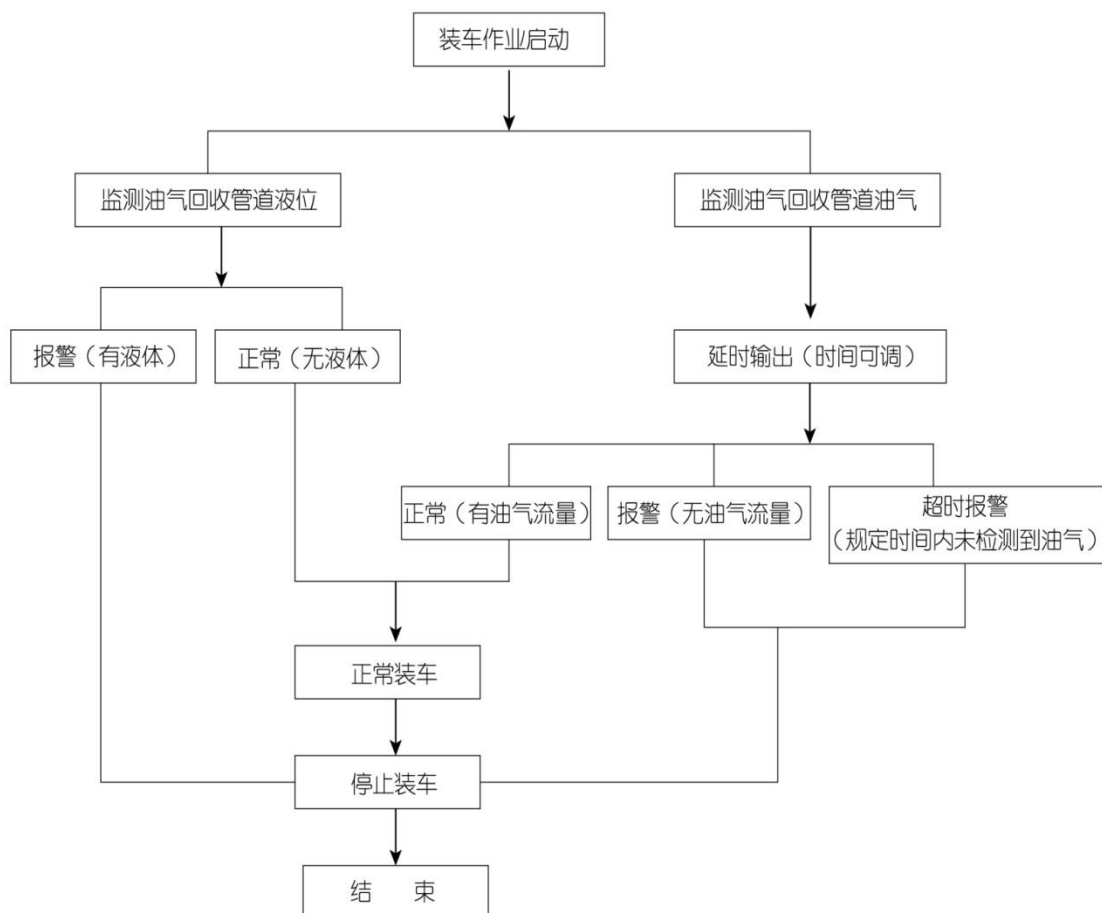 装车作业启动
监测油气回收管道液位
监测油气回收管道油气
报警（有液体）
正常（无液体）
延时输出（时间可调）
正常（有油气流量）
报警（无油气流量）
超时报警
（规定时间内未检测到油气）
正常装车
停止装车
结 束